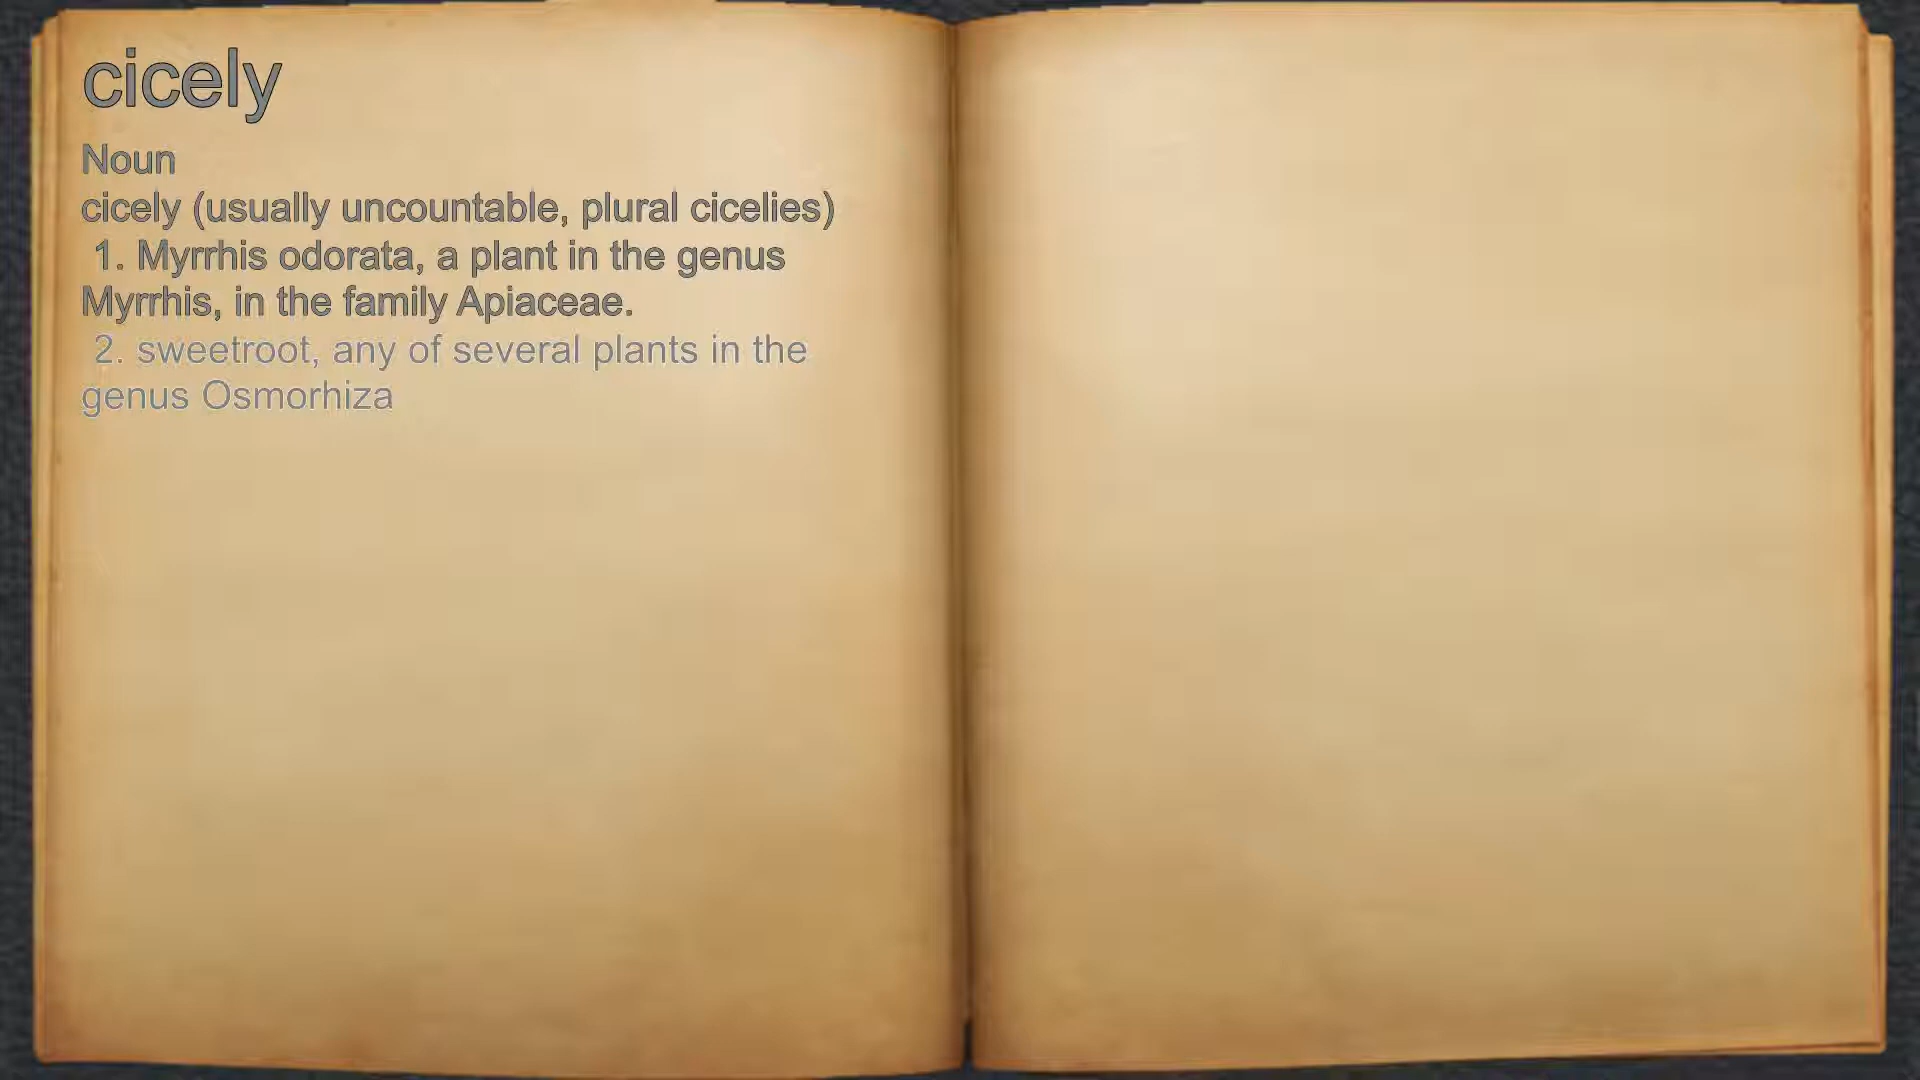 cicely
Noun
cicely (usually uncountable, plural cicelies)
1. Myrrhis odorata, a plant in the genus
Myrrhis, in the family Apiaceae.
2. sweetroot, any of several plants in the
genus Osmorhiza